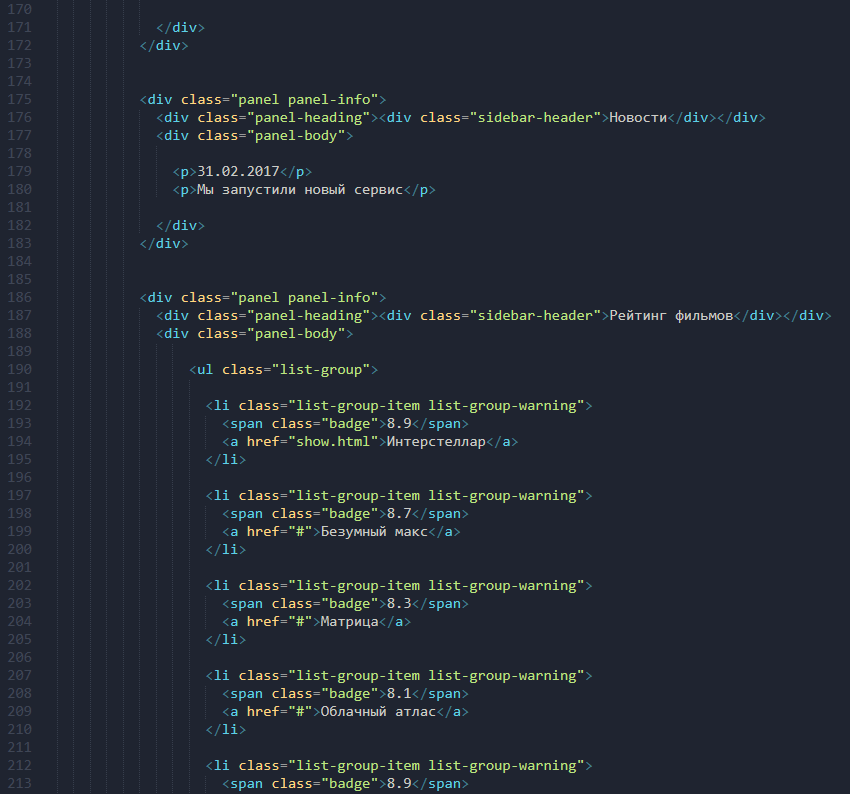 170
171 </div>
172 </div>
173
174
175 <div class="panel panel-info">
176 <div class="panel-heading"><div class="sidebar-header">Новости</div></div>
177 <div class="panel-body">
178
179 <p>31.02.2017</p>
180 <p>Мы запустили новый сервис</p>
181
182 </div>
183 </div>
184
185
186 <div class="panel panel-info">
187 <div class="panel-heading"><div class="sidebar-header">Рейтинг фильмов</div></div>
188 <div class="panel-body">
189
190 <ul class="list-group">
191
192 <li class="list-group-item list-group-warning">
193 <span class="badge">8.9</span>
194 <a href="show.html">Интерстеллар</a>
195 </li>
196
197 <li class="list-group-item list-group-warning">
198 <span class="badge">8.7</span>
199 <a href="#">Безумный макс</a>
200 </li>
201
202 <li class="list-group-item list-group-warning">
203 <span class="badge">8.3</span>
204 <a href="#">Матрица</a>
205 </li>
206
207 <li class="list-group-item list-group-warning">
208 <span class="badge">8.1</span>
209 <a href="#">Облачный атлас</a>
210 </li>
211
212 <li class="list-group-item list-group-warning">
213 <span class="badge">8.9</span>